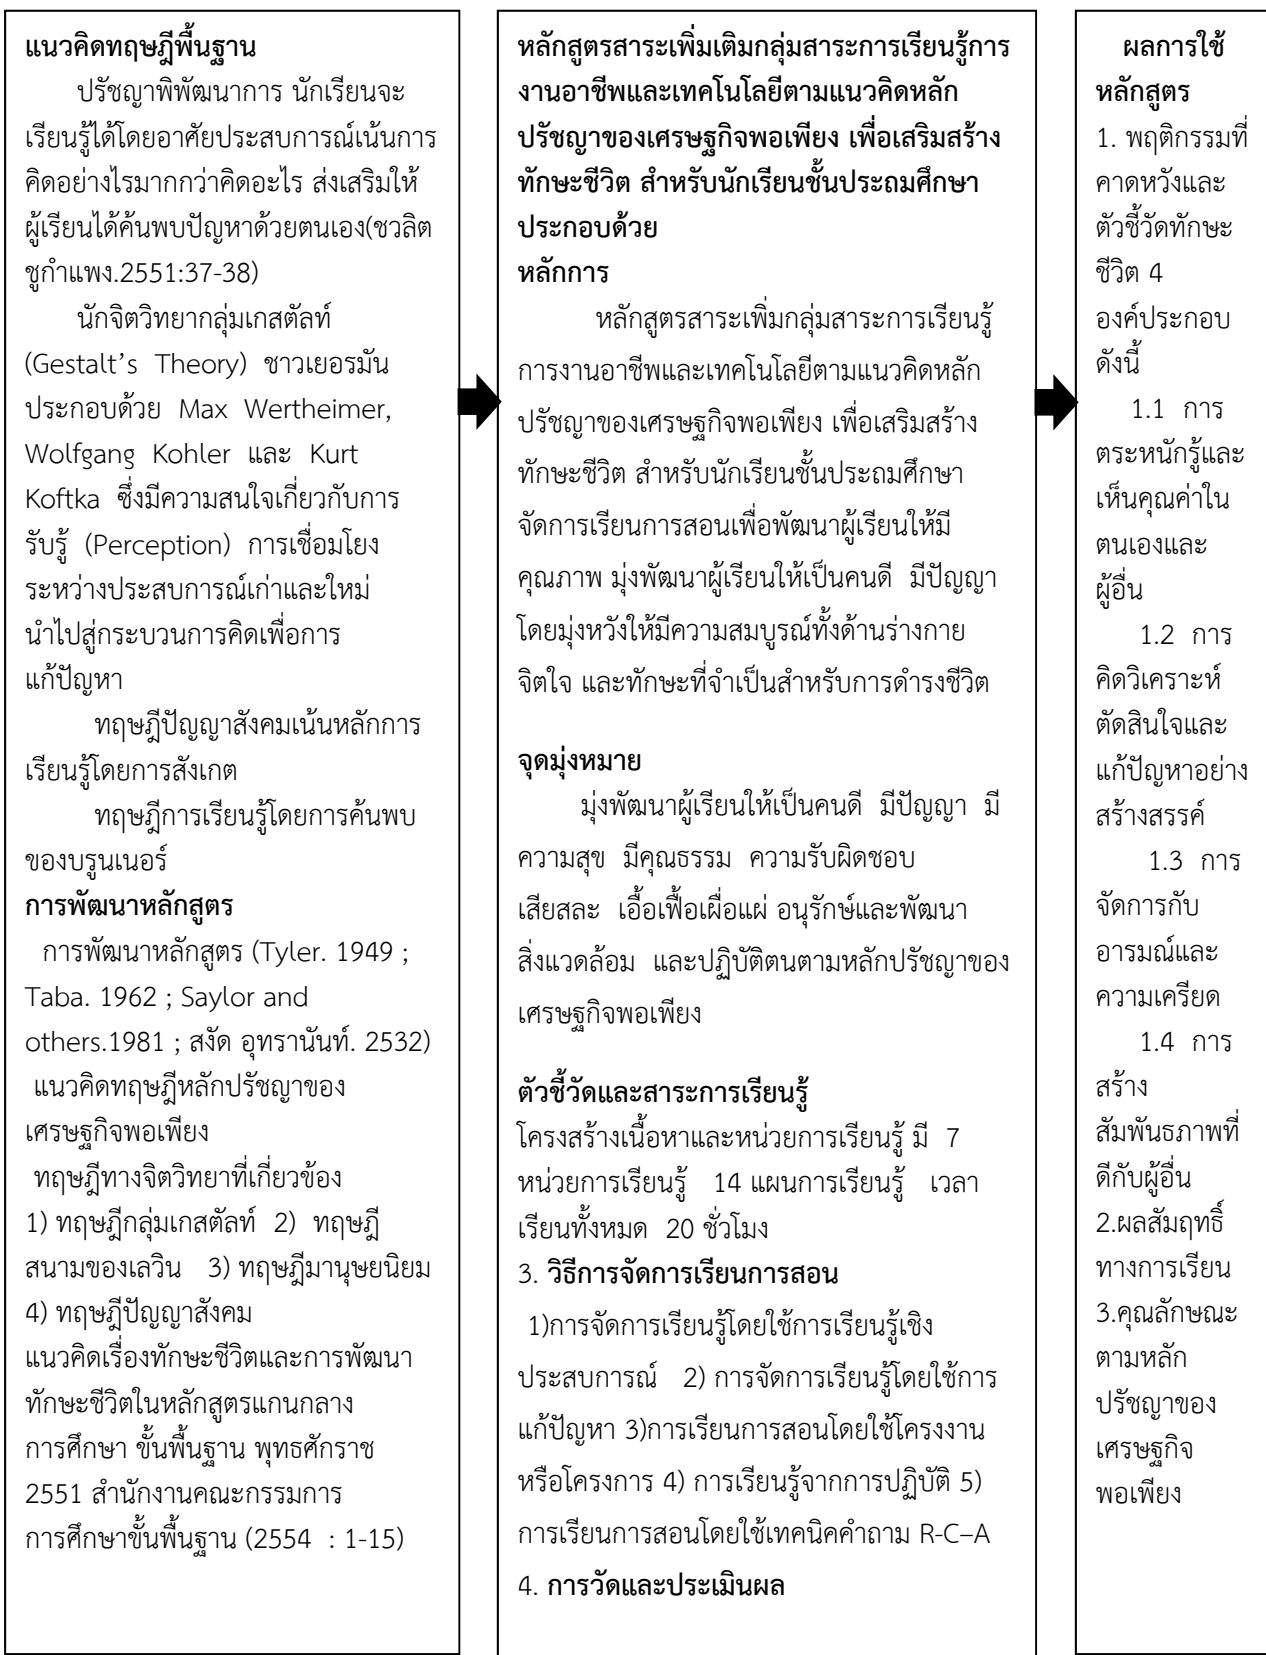 แนวคิดทฤษฎีพื้นฐาน
ปรัชญาพิพัฒนาการ นักเรียนจะ
เรียนรู้ได้โดยอาศัยประสบการณ์เน้นการ
คิดอย่างไรมากกว่าคิดอะไร ส่งเสริมให้
ผู้เรียนได้ค้นพบปัญหาด้วยตนเอง(ชวลิต
ชูกำแพง.2551:37-38)
นักจิตวิทยากลุ่มเกสตัลท์
(Gestalt’s Theory) ชาวเยอรมัน
ประกอบด้วย Max Wertheimer,
Wolfgang Kohler และ Kurt
Koftka ซึ่งมีความสนใจเกี่ยวกับการ
รับรู้ (Perception) การเชื่อมโยง
ระหว่างประสบการณ์เก่าและใหม่
นำไปสู่กระบวนการคิดเพื่อการ
แก้ปัญหา
ทฤษฎีปัญญาสังคมเน้นหลักการ
เรียนรู้โดยการสังเกต
ทฤษฎีการเรียนรู้โดยการค้นพบ
ของบรูนเนอร์
การพัฒนาหลักสูตร
การพัฒนาหลักสูตร (Tyler. 1949 ;
Taba. 1962 ; Saylor and
others.1981 ; สงัด อุทรานันท์. 2532)
แนวคิดทฤษฎีหลักปรัชญาของ
เศรษฐกิจพอเพียง
ทฤษฎีทางจิตวิทยาที่เกี่ยวข้อง
1) ทฤษฎีกลุ่มเกสตัลท์ 2) ทฤษฎี
สนามของเลวิน 3) ทฤษฎีมานุษยนิยม
4) ทฤษฎีปัญญาสังคม
แนวคิดเรื่องทักษะชีวิตและการพัฒนา
ทักษะชีวิตในหลักสูตรแกนกลาง
การศึกษา ขั้นพื้นฐาน พุทธศักราช
2551 สำนักงานคณะกรรมการ
การศึกษาขั้นพื้นฐาน (2554 : 1-15)
หลักสูตรสาระเพิ่มเติมกลุ่มสาระการเรียนรู้การ
งานอาชีพและเทคโนโลยีตามแนวคิดหลัก
ปรัชญาของเศรษฐกิจพอเพียง เพื่อเสริมสร้าง
ทักษะชีวิต สำหรับนักเรียนชั้นประถมศึกษา
ประกอบด้วย
หลักการ
หลักสูตรสาระเพิ่มกลุ่มสาระการเรียนรู้
การงานอาชีพและเทคโนโลยีตามแนวคิดหลัก
ปรัชญาของเศรษฐกิจพอเพียง เพื่อเสริมสร้าง
ทักษะชีวิต สำหรับนักเรียนชั้นประถมศึกษา
จัดการเรียนการสอนเพื่อพัฒนาผู้เรียนให้มี
คุณภาพ มุ่งพัฒนาผู้เรียนให้เป็นคนดี มีปัญญา
โดยมุ่งหวังให้มีความสมบูรณ์ทั้งด้านร่างกาย
จิตใจ และทักษะที่จำเป็นสำหรับการดำรงชีวิต
จุดมุ่งหมาย
มุ่งพัฒนาผู้เรียนให้เป็นคนดี มีปัญญา มี
ความสุข มีคุณธรรม ความรับผิดชอบ
เสียสละ เอื้อเฟื้อเผื่อแผ่ อนุรักษ์และพัฒนา
สิ่งแวดล้อม และปฏิบัติตนตามหลักปรัชญาของ
เศรษฐกิจพอเพียง
ตัวชี้วัดและสาระการเรียนรู้
โครงสร้างเนื้อหาและหน่วยการเรียนรู้ มี 7
หน่วยการเรียนรู้ 14 แผนการเรียนรู้ เวลา
เรียนทั้งหมด 20 ชั่วโมง
3. วิธีการจัดการเรียนการสอน
1)การจัดการเรียนรู้โดยใช้การเรียนรู้เชิง
ประสบการณ์ 2) การจัดการเรียนรู้โดยใช้การ
แก้ปัญหา 3)การเรียนการสอนโดยใช้โครงงาน
หรือโครงการ 4) การเรียนรู้จากการปฏิบัติ 5)
การเรียนการสอนโดยใช้เทคนิคคำถาม R-C–A
4. การวัดและประเมินผล
ผลการใช้
หลักสูตร
1. พฤติกรรมที่
คาดหวังและ
ตัวชี้วัดทักษะ
ชีวิต 4
องค์ประกอบ
ดังนี้
1.1 การ
ตระหนักรู้และ
เห็นคุณค่าใน
ตนเองและ
ผู้อื่น
1.2 การ
คิดวิเคราะห์
ตัดสินใจและ
แก้ปัญหาอย่าง
สร้างสรรค์
1.3 การ
จัดการกับ
อารมณ์และ
ความเครียด
1.4 การ
สร้าง
สัมพันธภาพที่
ดีกับผู้อื่น
2.ผลสัมฤทธิ์
ทางการเรียน
3.คุณลักษณะ
ตามหลัก
ปรัชญาของ
เศรษฐกิจ
พอเพียง